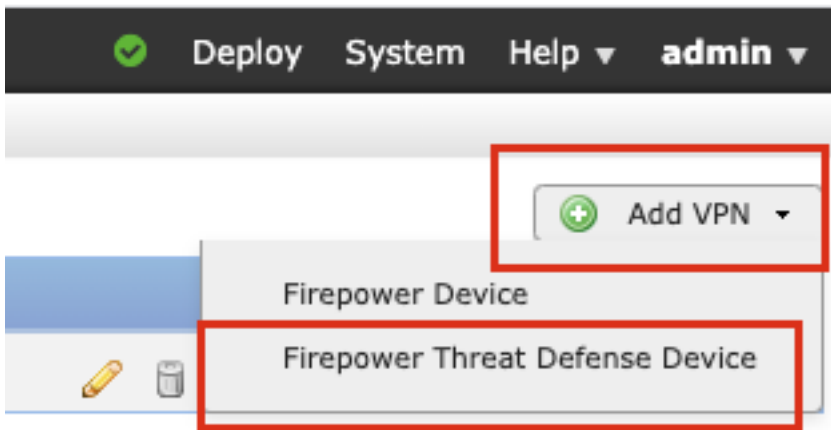 Deploy System Help admin
Add VPN
Firepower Device
Firepower Threat Defense Device